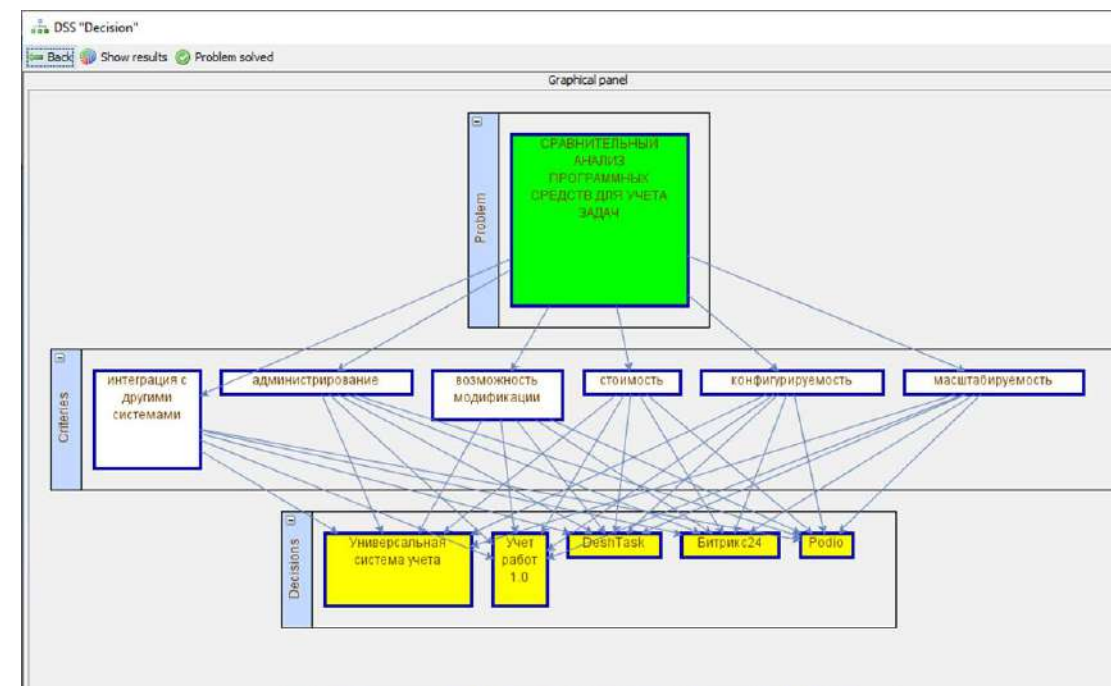 DSS "Decision"
Back Show results Problem solved
Graphical panel
Problem
СРАВНИТЕЛЬНЫЙ
АНАЛИЗ
ПРОГРАММНЫХ
СРЕДСТВ ДЛЯ УЧЕТА
ЗАДАЧ
Criteries
интеграция с
другими
системами
администрирование
возможность
модификации
стоимость
конфигурируемость
масштабируемость
Decisions
Универсальная
система учета
Учет
работ
1.0
DeshTask
Битрикс24
Podio